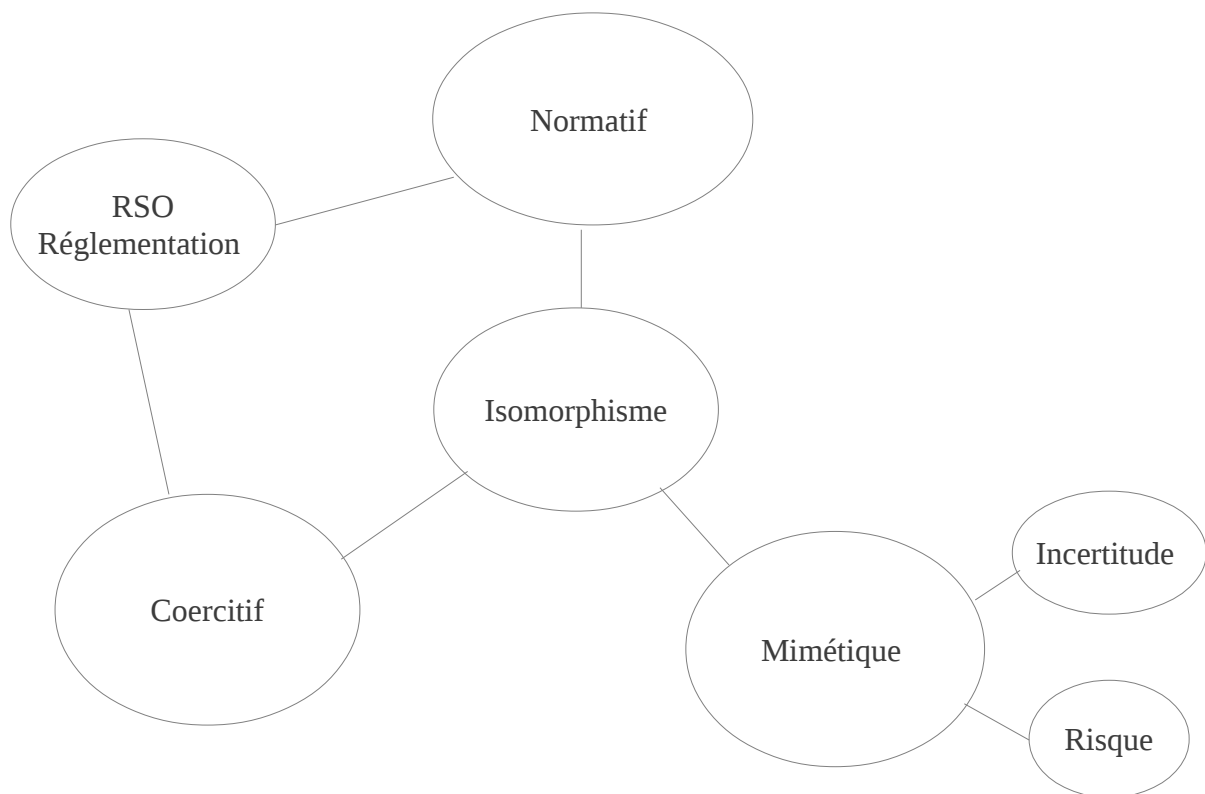 Normatif
RSO
Réglementation
Isomorphisme
Incertitude
Coercitif
Mimétique
Risque